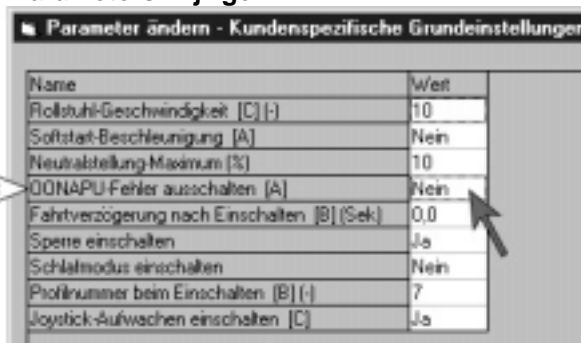 Parameter ändern - Kundenspezifische Grundeinstellungen
Name Wert
Rollstuhl-Geschwindigkeit [C] (-) 10
Softstart-Beschleunigung [A] Nein
Neutralstellung-Maximum (%) 10
OONAPU-Fehler ausschalten [A] Nein
Fahrtverzögerung nach Einschalten [B] (Sek.) 0,0
Sperre einschalten Ja
Schlafmodus einschalten Nein
Profilnummer beim Einschalten [B] (-) 7
Joystick-Aufwachen einschalten [C] Ja